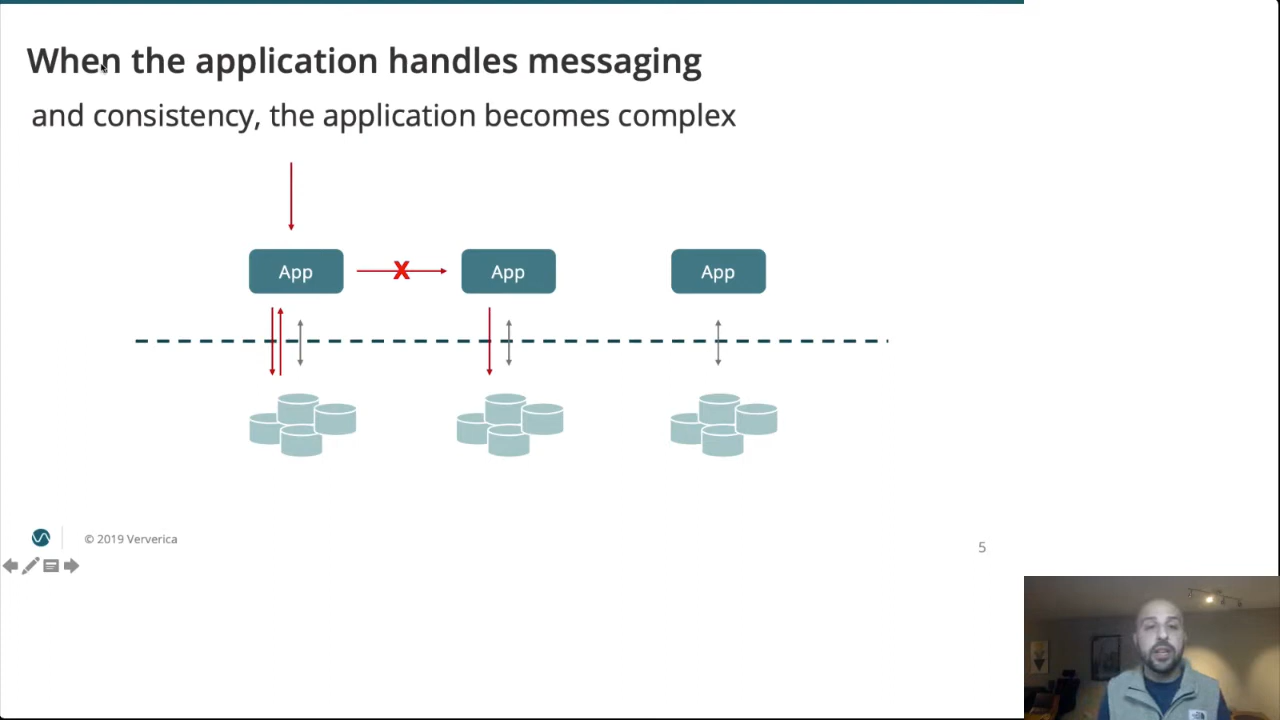 When the application handles messaging
and consistency, the application becomes complex
App
X
App
App
© 2019 Ververica
5